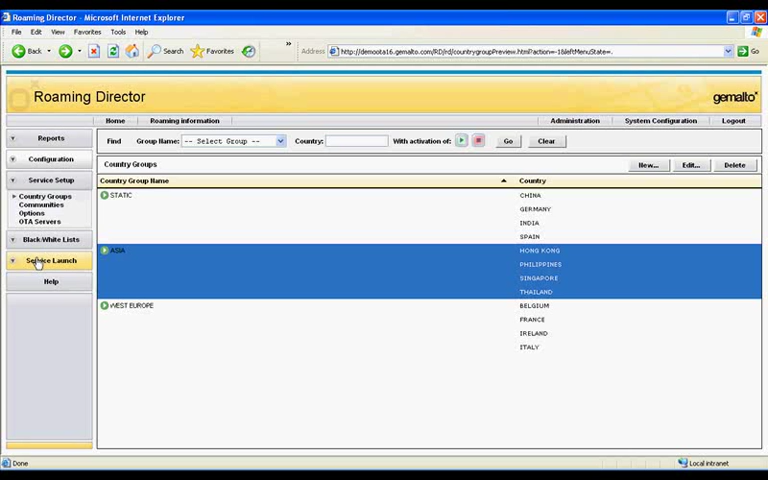 Roaming Director - Microsoft Internet Explorer
File Edit View Favorites Tools Help
Back Search Favorites » Address http://demoota16.gemalto.com/RD/rd/countrygroupPreview.html?action=-1&leftMenuState=. Go
Roaming Director gemalto
Home Roaming information Administration System Configuration Logout
Reports
Configuration
Service Setup
Country Groups
Communities
Options
OTA Servers
Black-White Lists
Service Launch
Help
Find Group Name: -- Select Group -- Country: With activation of: Go Clear
Country Groups New... Edit... Delete
Country Group Name Country
STATIC CHINA
GERMANY
INDIA
SPAIN
ASIA HONG KONG
PHILIPPINES
SINGAPORE
THAILAND
WEST EUROPE BELGIUM
FRANCE
IRELAND
ITALY
Done Local intranet